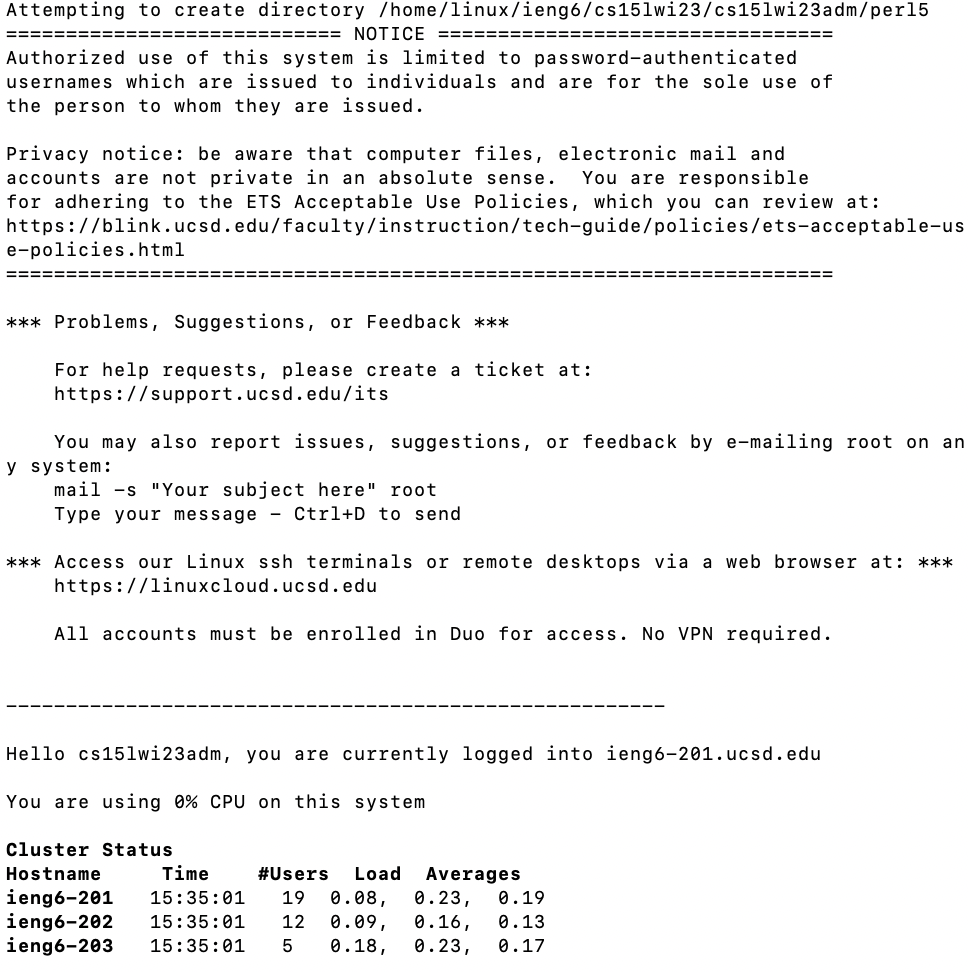 Attempting to create directory /home/linux/ieng6/cs15lwi23/cs15lwi23adm/perl5
============================ NOTICE =================================
Authorized use of this system is limited to password-authenticated
usernames which are issued to individuals and are for the sole use of
the person to whom they are issued.

Privacy notice: be aware that computer files, electronic mail and
accounts are not private in an absolute sense.  You are responsible
for adhering to the ETS Acceptable Use Policies, which you can review at:
https://blink.ucsd.edu/faculty/instruction/tech-guide/policies/ets-acceptable-us
e-policies.html
=====================================================================

*** Problems, Suggestions, or Feedback ***

    For help requests, please create a ticket at:
    https://support.ucsd.edu/its

    You may also report issues, suggestions, or feedback by e-mailing root on an
y system:
    mail -s "Your subject here" root
    Type your message - Ctrl+D to send

*** Access our Linux ssh terminals or remote desktops via a web browser at: ***
    https://linuxcloud.ucsd.edu

    All accounts must be enrolled in Duo for access. No VPN required.


-------------------------------------------------------

Hello cs15lwi23adm, you are currently logged into ieng6-201.ucsd.edu

You are using 0% CPU on this system

Cluster Status
Hostname     Time    #Users  Load  Averages
ieng6-201   15:35:01   19  0.08,  0.23,  0.19
ieng6-202   15:35:01   12  0.09,  0.16,  0.13
ieng6-203   15:35:01   5   0.18,  0.23,  0.17